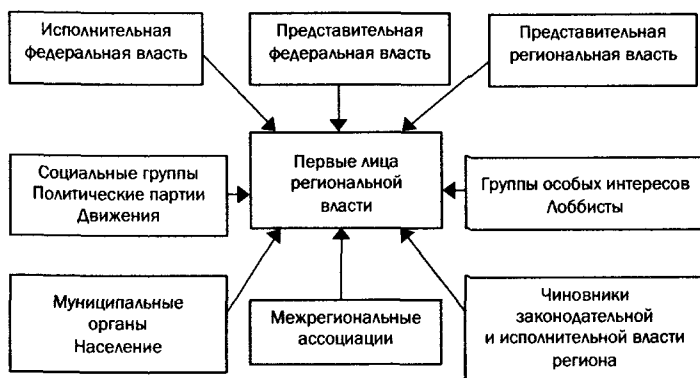 Исполнительная
федеральная власть
Представительная
федеральная власть
Представительная
региональная власть
Социальные группы
Политические партии
Движения
Первые лица
региональной
власти
Группы особых интересов
Лоббисты
Муниципальные
органы
Население
Межрегиональные
ассоциации
Чиновники
законодательной
и исполнительной власти
региона